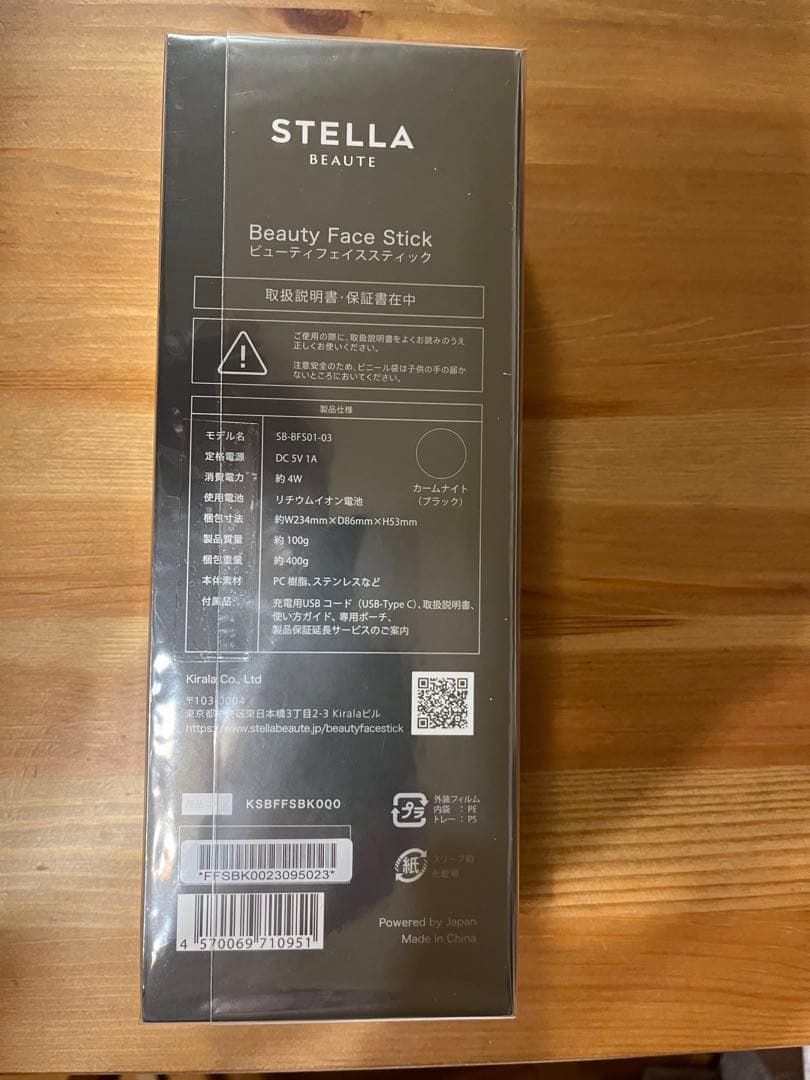 STELLA
BEAUTE
Beauty Face Stick
ビューティフェイススティック
取扱説明書・保証書在中
ご使用の際に、取扱説明書をよくお読みのうえ
正しくお使いください。
注意安全のため、ビニール袋は子供の手の届か
ないところにおいてください。
製品仕様
モデル名 SB-BFS01-03
定格電源 DC 5V 1A
消費電力 約 4W
使用電池 リチウムイオン電池
梱包寸法 約W234mm×D86mm×H53mm
製品質量 約 100g
梱包重量 約 400g
本体素材 PC 樹脂、ステンレスなど
付属品 充電用USB コード（USB-Type C）、取扱説明書、
使い方ガイド、専用ポーチ、
製品保証延長サービスのご案内
カームナイト
（ブラック）
Kirala Co., Ltd
〒103-0004
東京都中央区東日本橋3丁目2-3 Kiralaビル
https://www.stellabeaute.jp/beautyfacestick
KSBFFSBK000
プラ
外装フィルム
内袋 : PE
トレー : PS
*FFSBK0023095023*
紙
スリーブ箱
化粧箱
4 570069 710951
Powered by Japan
Made in China